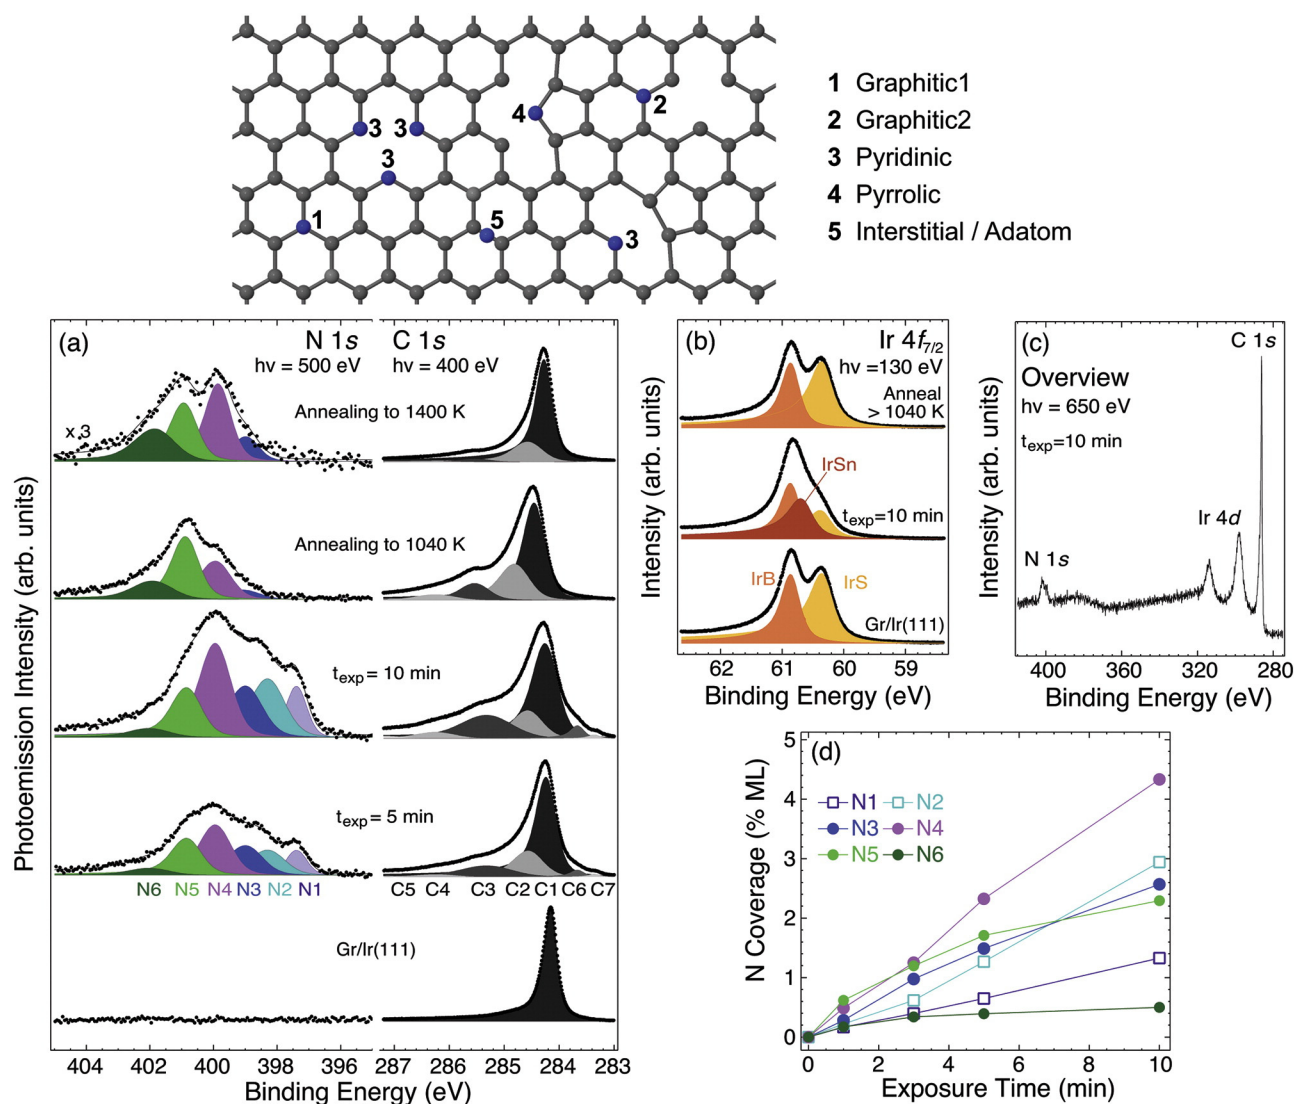 1 Graphitic1
2 Graphitic2
3 Pyridinic
4 Pyrrolic
5 Interstitial / Adatom
4
2
3
3
3
1
5
3
(a)
N 1s
hν = 500 eV
C 1s
hν = 400 eV
Annealing to 1400 K
x 3
Annealing to 1040 K
texp = 10 min
texp = 5 min
N6 N5 N4 N3 N2 N1
C5 C4 C3 C2 C1 C6 C7
Gr/Ir(111)
404 402 400 398 396
287 286 285 284 283
Binding Energy (eV)
Photoemission Intensity (arb. units)
(b)
Ir 4f7/2
hν =130 eV
Anneal
> 1040 K
IrSn
texp=10 min
IrB
IrS
Gr/Ir(111)
62 61 60 59
Binding Energy (eV)
Intensity (arb. units)
(c)
C 1s
Overview
hν = 650 eV
texp=10 min
Ir 4d
N 1s
400 360 320 280
Binding Energy (eV)
Intensity (arb. units)
(d)
N1 N2
N3 N4
N5 N6
5
4
3
2
1
0
0 2 4 6 8 10
Exposure Time (min)
N Coverage (% ML)